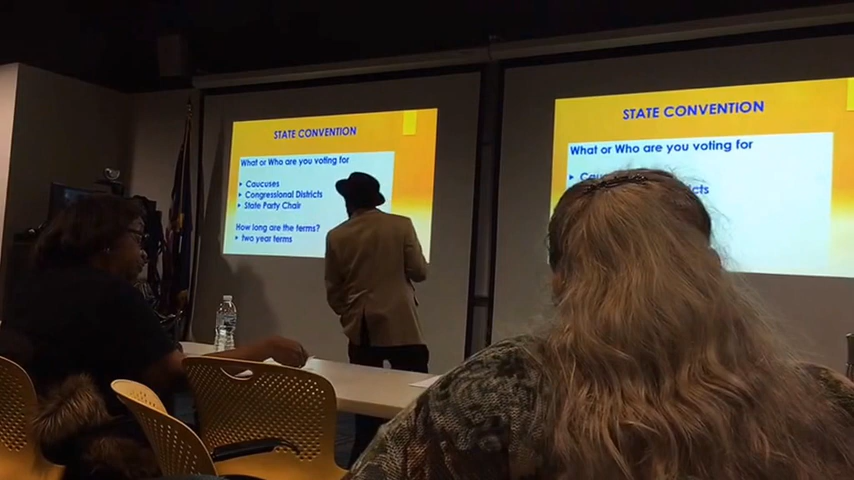 STATE CONVENTION
What or Who are you voting for
Caucuses
Congressional Districts
State Party Chair
How long are the terms?
two year terms
STATE CONVENTION
What or Who are you voting for